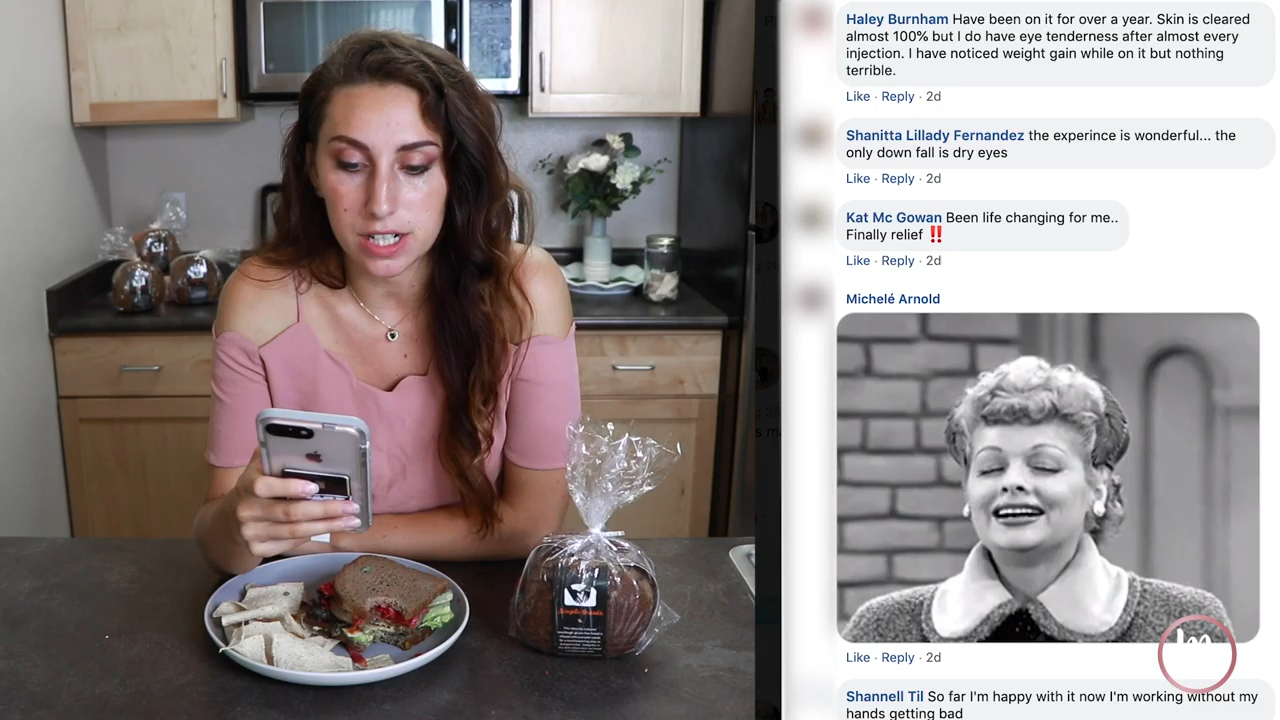 Haley Burnham Have been on it for over a year. Skin is cleared
almost 100% but I do have eye tenderness after almost every
injection. I have noticed weight gain while on it but nothing
terrible.
Like · Reply · 2d
Shanitta Lillady Fernandez the experince is wonderful... the
only down fall is dry eyes
Like · Reply · 2d
Kat Mc Gowan Been life changing for me..
Finally relief ‼️
Like · Reply · 2d
Michelé Arnold
Like · Reply · 2d
Shannell Til So far I'm happy with it now I'm working without my
hands getting bad